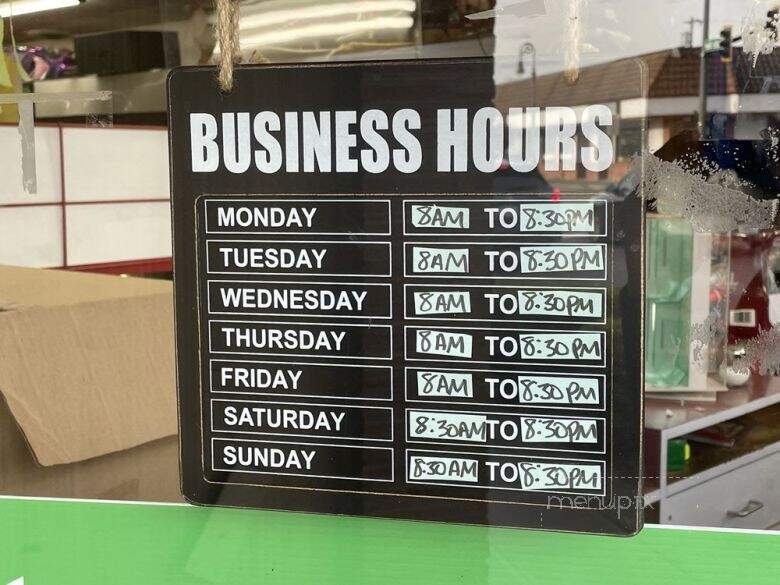 BUSINESS HOURS
MONDAY 8AM TO 8:30PM
TUESDAY 8AM TO 8:30PM
WEDNESDAY 8AM TO 8:30PM
THURSDAY 8AM TO 8:30PM
FRIDAY 8AM TO 8:30PM
SATURDAY 8:30AM TO 8:30PM
SUNDAY 8:30AM TO 8:30PM
menupix